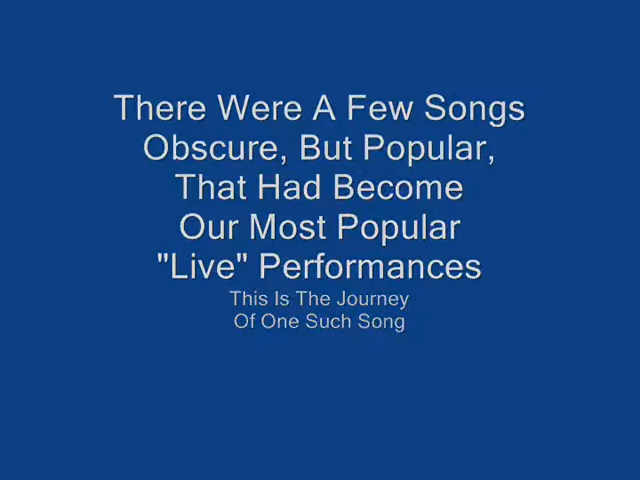 There Were A Few Songs
Obscure, But Popular,
That Had Become
Our Most Popular
"Live" Performances
This Is The Journey
Of One Such Song